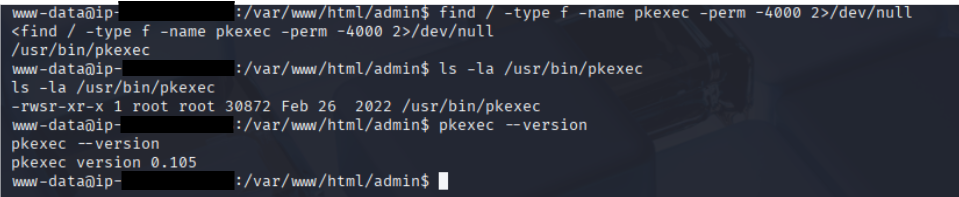 www-data@ip-:/var/www/html/admin$ find / -type f -name pkexec -perm -4000 2>/dev/null
<find / -type f -name pkexec -perm -4000 2>/dev/null
/usr/bin/pkexec
www-data@ip-:/var/www/html/admin$ ls -la /usr/bin/pkexec
ls -la /usr/bin/pkexec
-rwsr-xr-x 1 root root 30872 Feb 26  2022 /usr/bin/pkexec
www-data@ip-:/var/www/html/admin$ pkexec --version
pkexec --version
pkexec version 0.105
www-data@ip-:/var/www/html/admin$